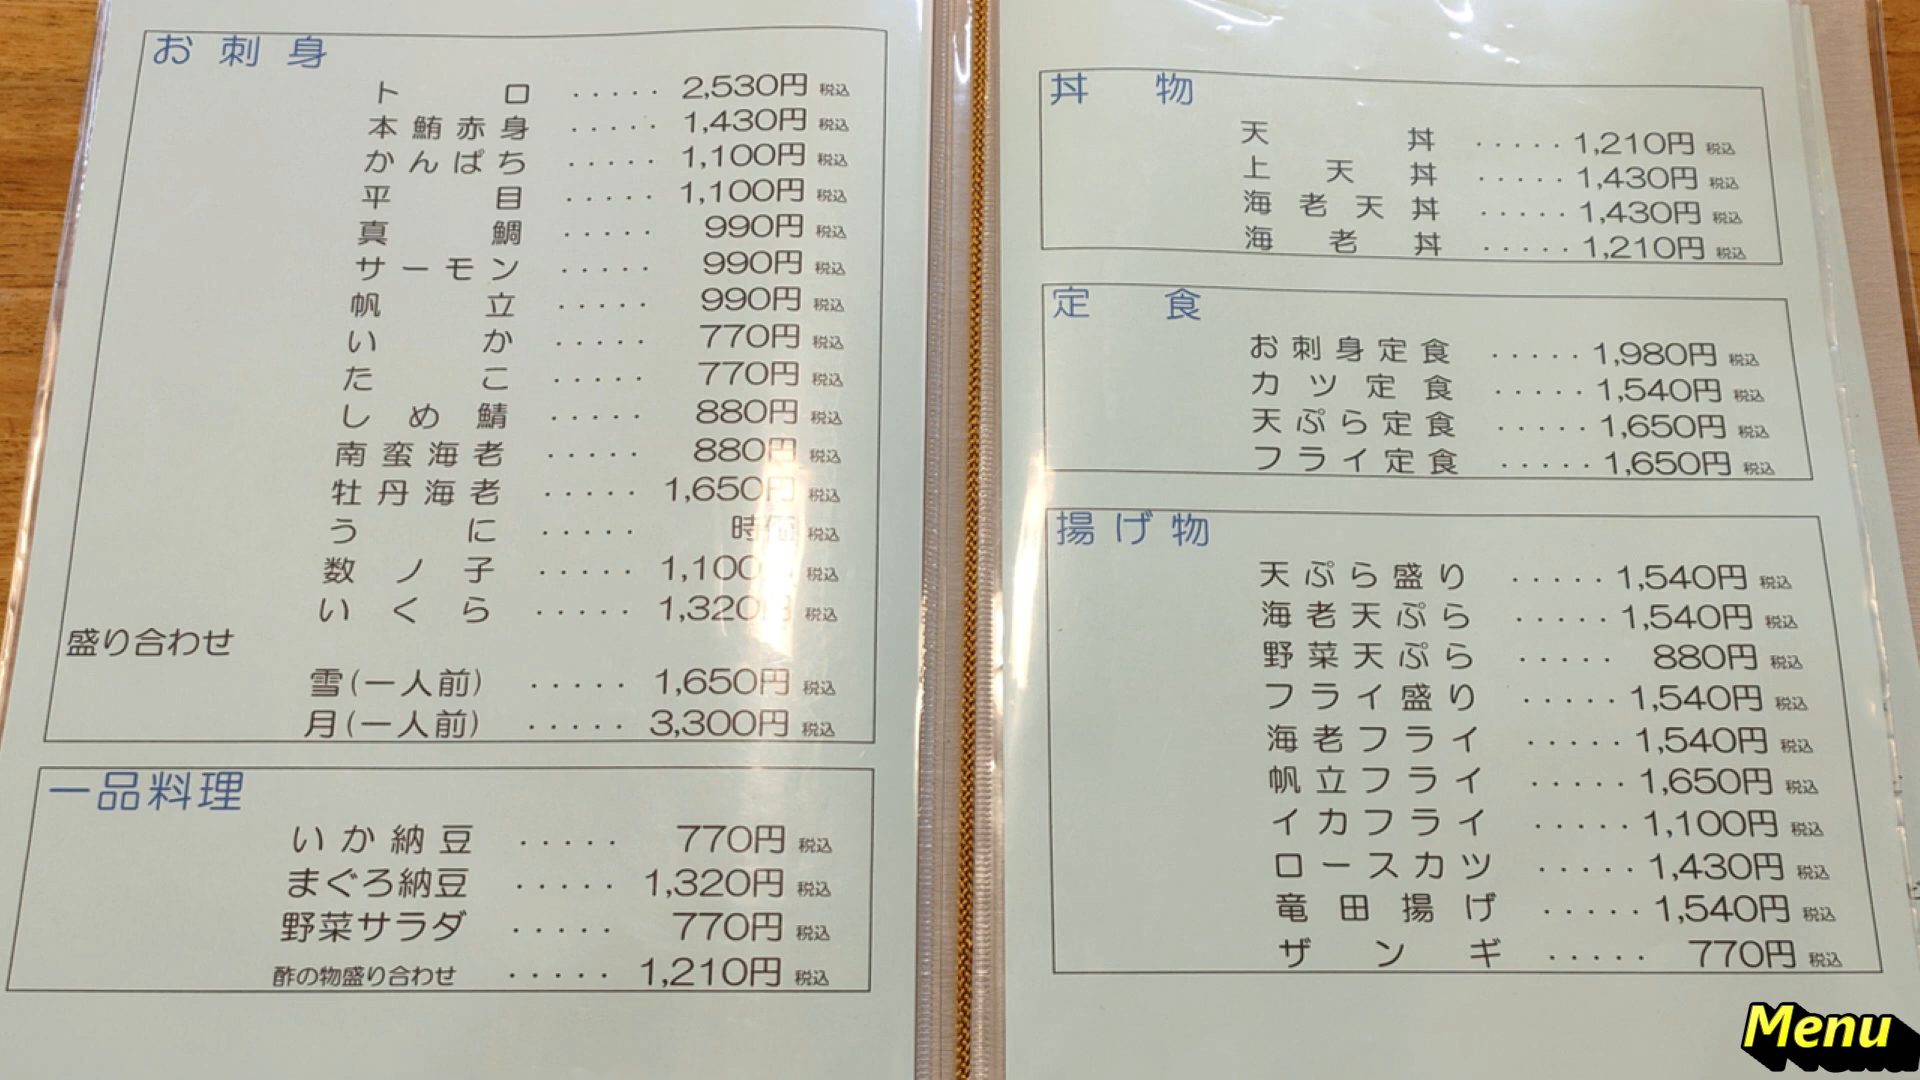 お刺身
トロ ····· 2,530円 税込
本鮪赤身 ····· 1,430円 税込
かんぱち ····· 1,100円 税込
平目 ····· 1,100円 税込
真鯛 ····· 990円 税込
サーモン ····· 990円 税込
帆立 ····· 990円 税込
いか ····· 770円 税込
たこ ····· 770円 税込
しめ鯖 ····· 880円 税込
南蛮海老 ····· 880円 税込
牡丹海老 ····· 1,650円 税込
うに ····· 時価 税込
数ノ子 ····· 1,100 税込
いくら ····· 1,320円 税込
盛り合わせ
雪(一人前) ····· 1,650円 税込
月(一人前) ····· 3,300円 税込
一品料理
いか納豆 ····· 770円 税込
まぐろ納豆 ····· 1,320円 税込
野菜サラダ ····· 770円 税込
酢の物盛り合わせ ····· 1,210円 税込
丼物
天丼 ····· 1,210円 税込
上天丼 ····· 1,430円 税込
海老天丼 ····· 1,430円 税込
海老丼 ····· 1,210円 税込
定食
お刺身定食 ····· 1,980円 税込
カツ定食 ····· 1,540円 税込
天ぷら定食 ····· 1,650円 税込
フライ定食 ····· 1,650円 税込
揚げ物
天ぷら盛り ····· 1,540円 税込
海老天ぷら ····· 1,540円 税込
野菜天ぷら ····· 880円 税込
フライ盛り ····· 1,540円 税込
海老フライ ····· 1,540円 税込
帆立フライ ····· 1,650円 税込
イカフライ ····· 1,100円 税込
ロースカツ ····· 1,430円 税込
竜田揚げ ····· 1,540円 税込
ザンギ ····· 770円 税込
Menu